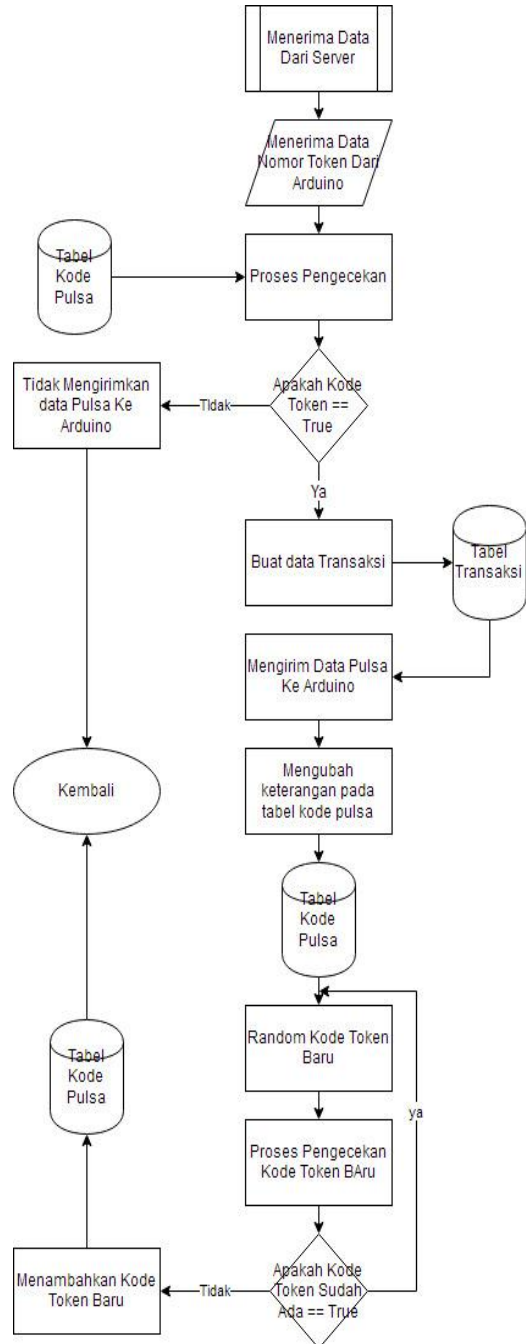 Menerima Data
Dari Server
Menerima Data
Nomor Token Dari
Arduino
Tabel
Kode
Pulsa
Proses Pengecekan
Tidak Mengirimkan
data Pulsa Ke
Arduino
TIdak
Apakah Kode
Token ==
True
Ya
Buat data Transaksi
Tabel
Transaksi
Mengirim Data Pulsa
Ke Arduino
Kembali
Mengubah
keterangan pada
tabel kode pulsa
Tabel
Kode
Pulsa
Random Kode Token
Baru
Tabel
Kode
Pulsa
ya
Proses Pengecekan
Kode Token BAru
Menambahkan Kode
Token Baru
Tidak
Apakah Kode
Token Sudah
Ada == True